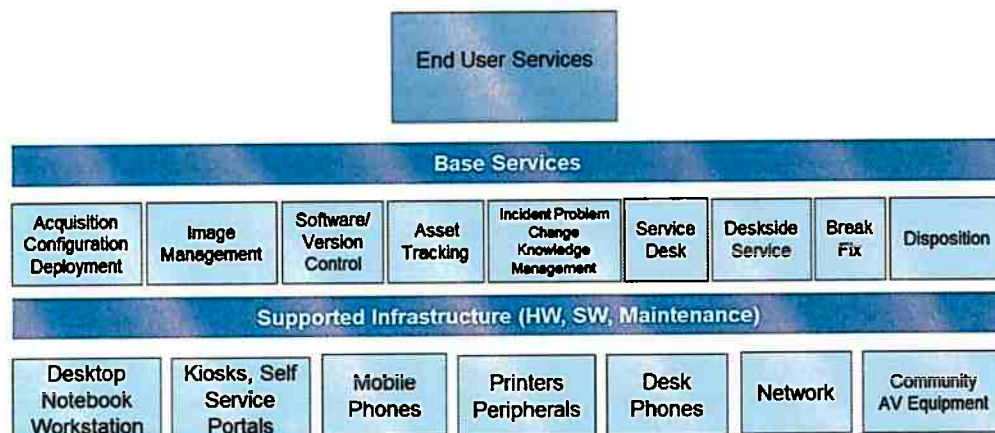 End User Services
Base Services
Acquisition
Configuration
Deployment
Image
Management
Software/
Version
Control
Asset
Tracking
Incident Problem
Change
Knowledge
Management
Service
Desk
Deskside
Service
Break
Fix
Disposition
Supported Infrastructure (HW, SW, Maintenance)
Desktop
Notebook
Workstation
Kiosks, Self
Service
Portals
Mobile
Phones
Printers
Peripherals
Desk
Phones
Network
Community
AV Equipment